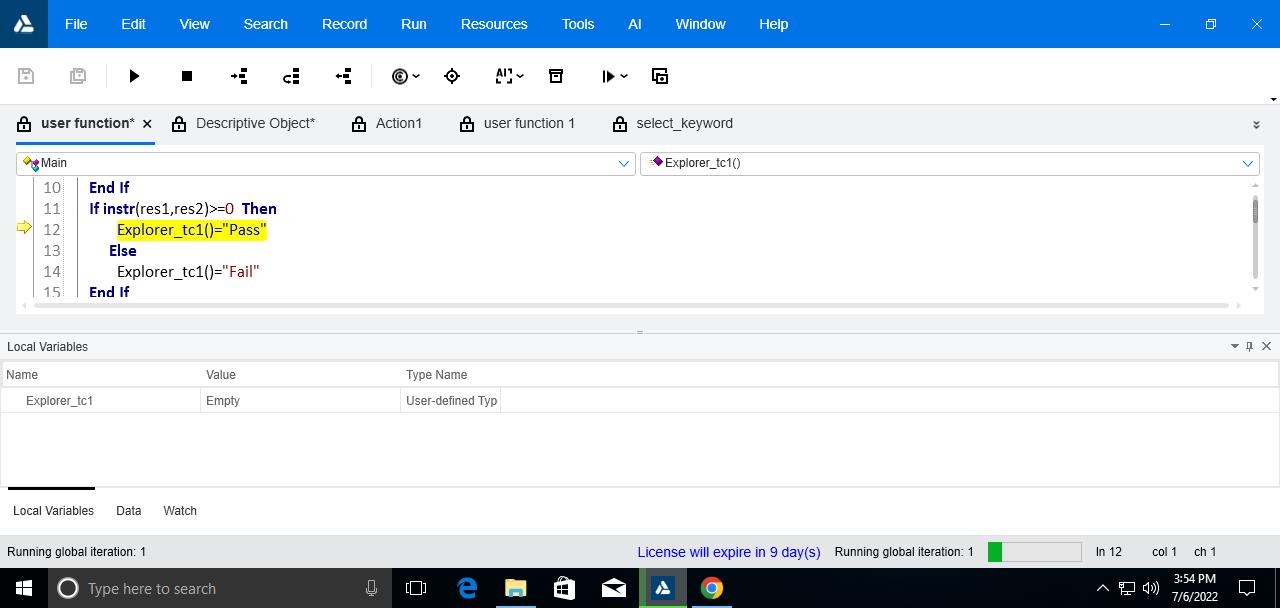 File Edit View Search Record Run Resources Tools AI Window Help
AI
user function* Descriptive Object* Action1 user function 1 select_keyword
Main Explorer_tc1()
10 End If
11 If instr(res1,res2)>=0 Then
12 Explorer_tc1()="Pass"
13 Else
14 Explorer_tc1()="Fail"
15 End If
Local Variables
Name Value Type Name
Explorer_tc1 Empty User-defined Typ
Local Variables Data Watch
Running global iteration: 1 License will expire in 9 day(s) Running global iteration: 1 ln 12 col 1 ch 1
Type here to search
3:54 PM
7/6/2022